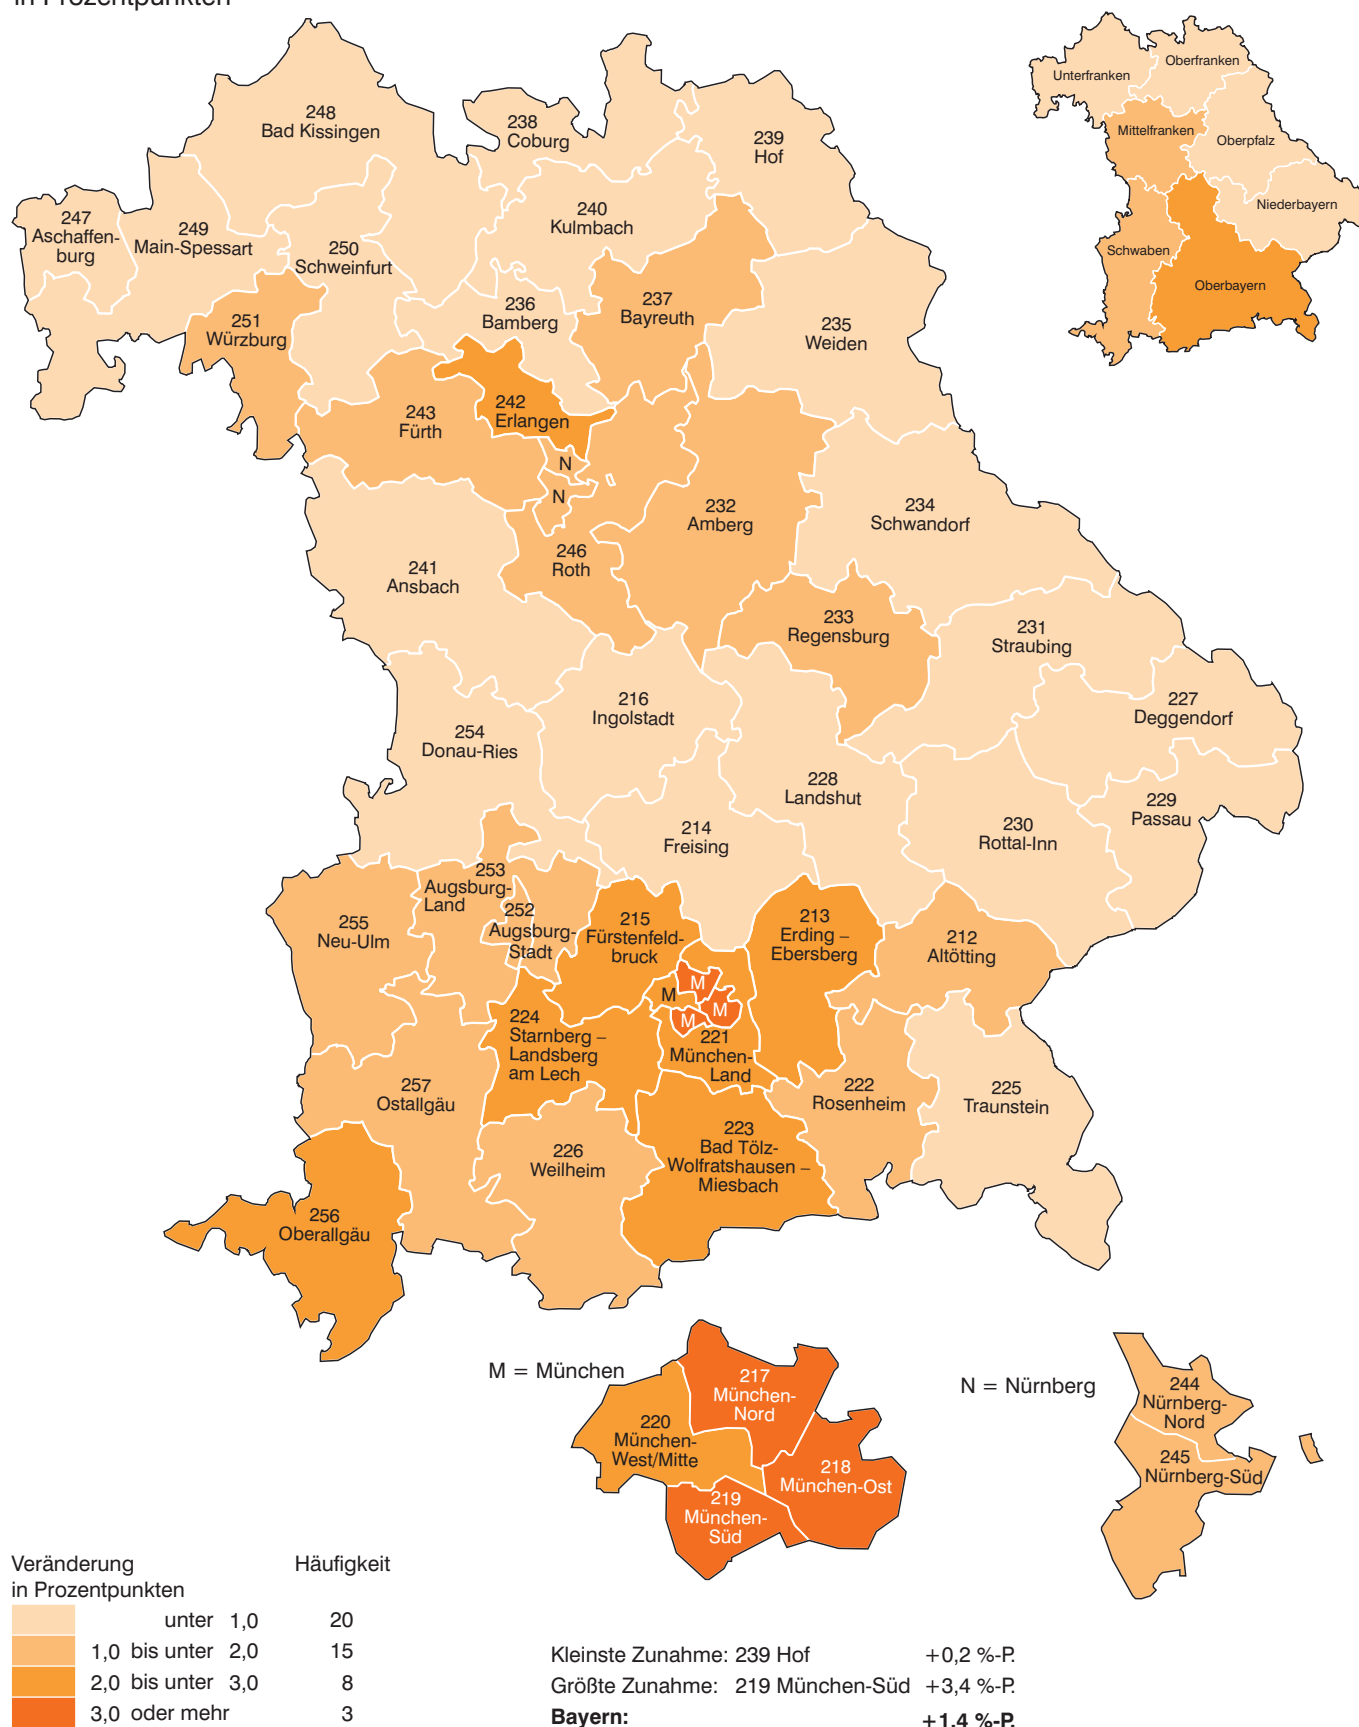 in Prozentpunkten
248
Bad Kissingen
238
Coburg
239
Hof
247
Aschaffen-
burg
249
Main-Spessart
250
Schweinfurt
240
Kulmbach
251
Würzburg
236
Bamberg
237
Bayreuth
235
Weiden
243
Fürth
242
Erlangen
N
N
232
Amberg
234
Schwandorf
241
Ansbach
246
Roth
233
Regensburg
231
Straubing
227
Deggendorf
216
Ingolstadt
254
Donau-Ries
228
Landshut
229
Passau
230
Rottal-Inn
214
Freising
253
Augsburg-
Land
252
Augsburg-
Stadt
255
Neu-Ulm
215
Fürstenfeld-
bruck
213
Erding –
Ebersberg
212
Altötting
M
M
M
M
221
München-
Land
224
Starnberg –
Landsberg
am Lech
257
Ostallgäu
222
Rosenheim
225
Traunstein
226
Weilheim
223
Bad Tölz-
Wolfratshausen –
Miesbach
256
Oberallgäu
Unterfranken
Oberfranken
Mittelfranken
Oberpfalz
Niederbayern
Schwaben
Oberbayern
M = München
217
München-
Nord
220
München-
West/Mitte
218
München-Ost
219
München-
Süd
N = Nürnberg
244
Nürnberg-
Nord
245
Nürnberg-Süd
Veränderung Häufigkeit
in Prozentpunkten
unter 1,0 20
1,0 bis unter 2,0 15
2,0 bis unter 3,0 8
3,0 oder mehr 3
Kleinste Zunahme: 239 Hof +0,2 %-P.
Größte Zunahme: 219 München-Süd +3,4 %-P.
Bayern: +1,4 %-P.